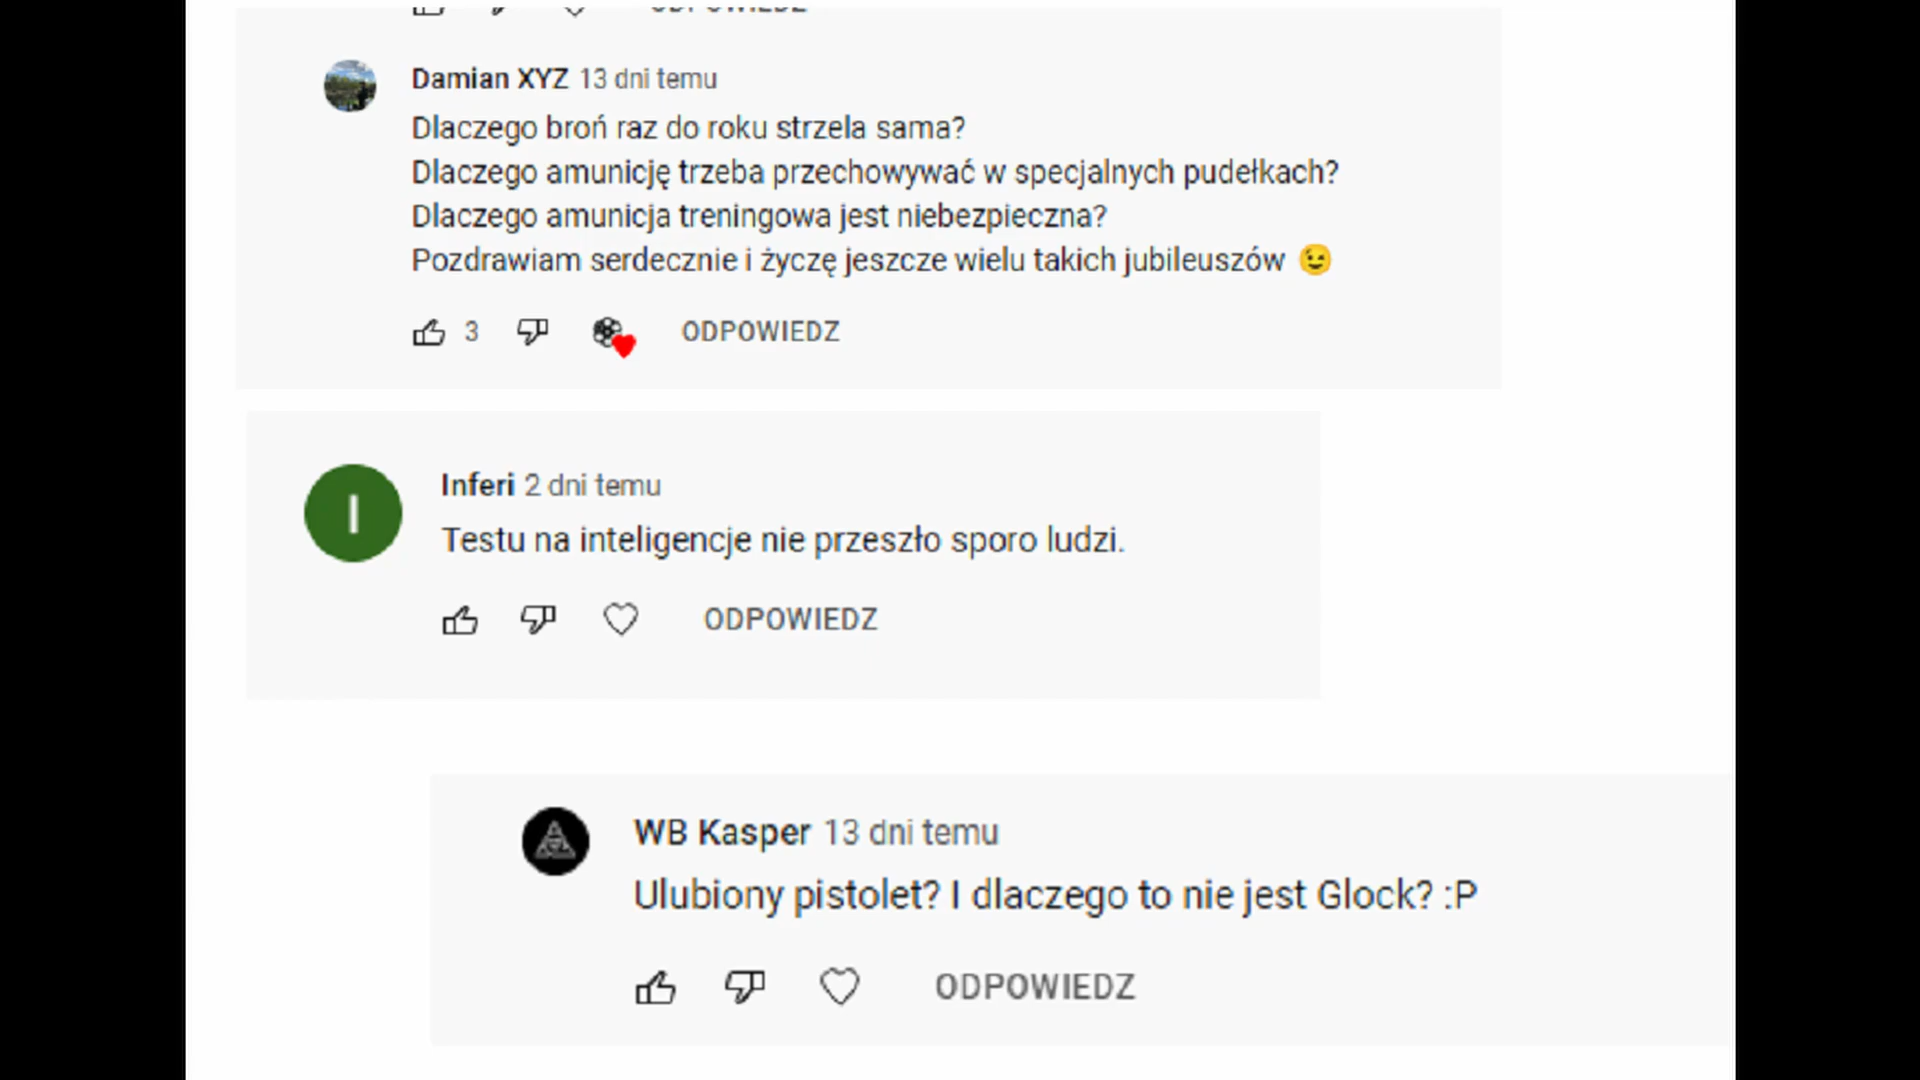 ODPOWIEDZ
Damian XYZ 13 dni temu
Dlaczego broń raz do roku strzela sama?
Dlaczego amunicję trzeba przechowywać w specjalnych pudełkach?
Dlaczego amunicja treningowa jest niebezpieczna?
Pozdrawiam serdecznie i życzę jeszcze wielu takich jubileuszów 😉
3 ODPOWIEDZ
I
Inferi 2 dni temu
Testu na inteligencje nie przeszło sporo ludzi.
ODPOWIEDZ
WB Kasper 13 dni temu
Ulubiony pistolet? I dlaczego to nie jest Glock? :P
ODPOWIEDZ